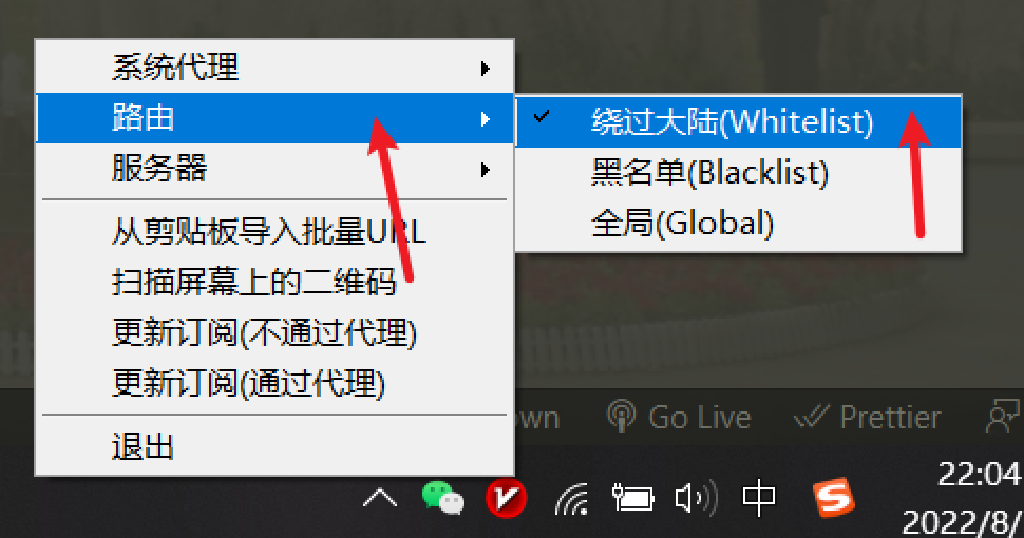 系统代理
路由
服务器
从剪贴板导入批量URL
扫描屏幕上的二维码
更新订阅(不通过代理)
更新订阅(通过代理)
退出
绕过大陆(Whitelist)
黑名单(Blacklist)
全局(Global)
own
Go Live
Prettier
中
22:04
2022/8/